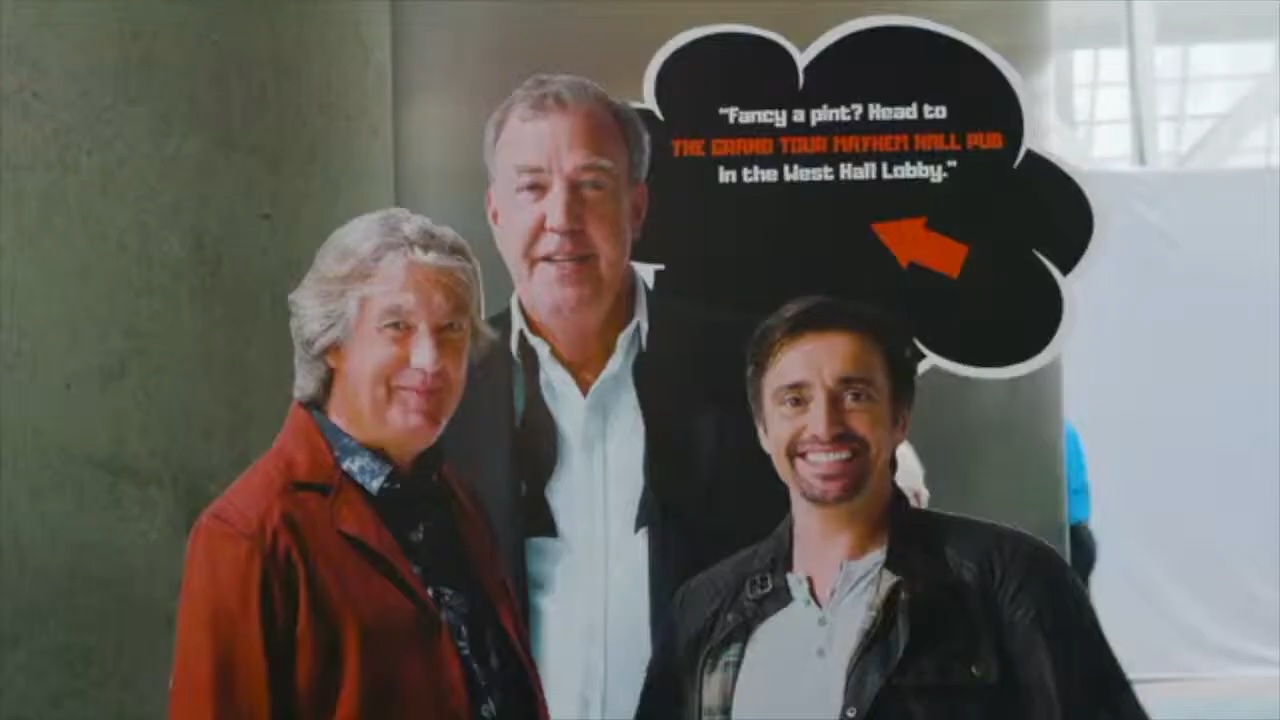 "Fancy a pint? Head to
THE GRAND TOUR MAYHEM HALL PUB
in the West Hall Lobby."